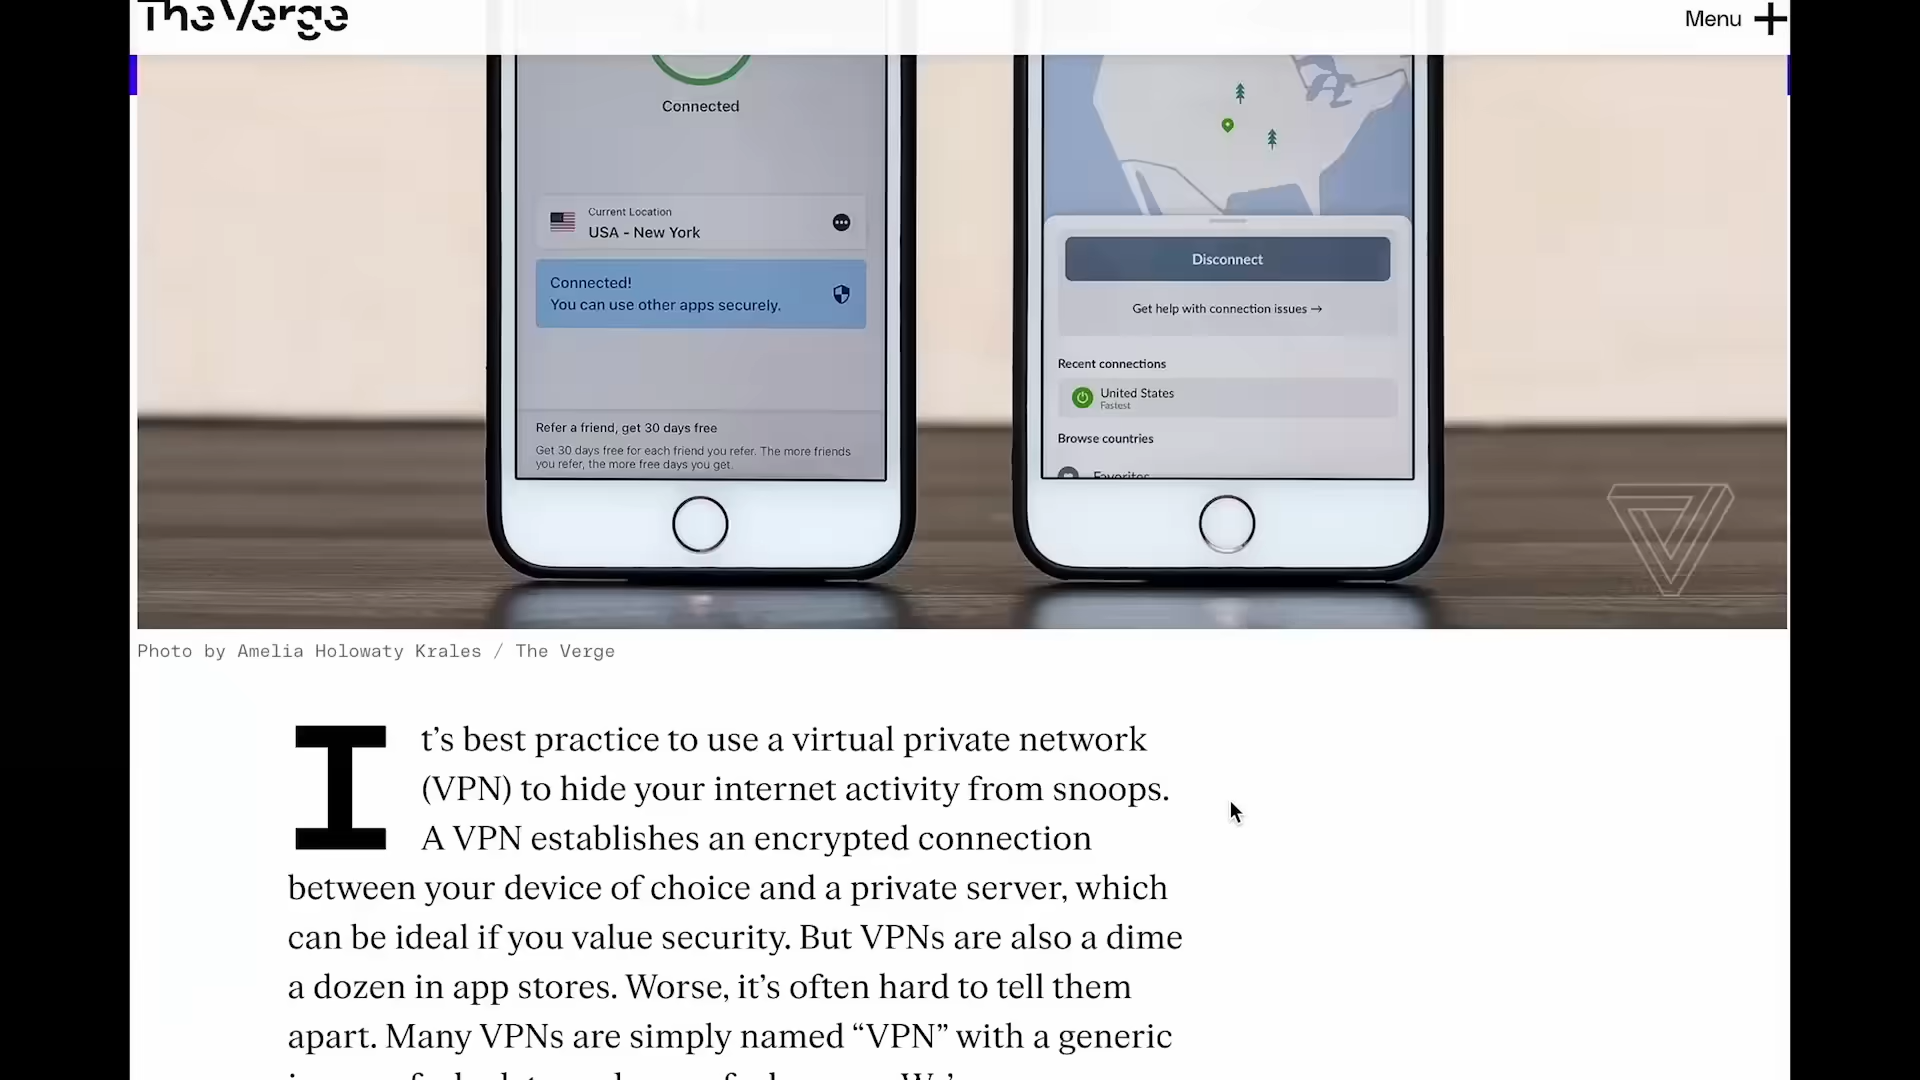 The Verge
Menu
Connected
Current Location
USA - New York
Connected!
You can use other apps securely.
Refer a friend, get 30 days free
Get 30 days free for each friend you refer. The more friends
you refer, the more free days you get.
Disconnect
Get help with connection issues →
Recent connections
United States
Fastest
Browse countries
Favorites
Photo by Amelia Holowaty Krales / The Verge
It’s best practice to use a virtual private network
(VPN) to hide your internet activity from snoops.
A VPN establishes an encrypted connection
between your device of choice and a private server, which
can be ideal if you value security. But VPNs are also a dime
a dozen in app stores. Worse, it’s often hard to tell them
apart. Many VPNs are simply named “VPN” with a generic